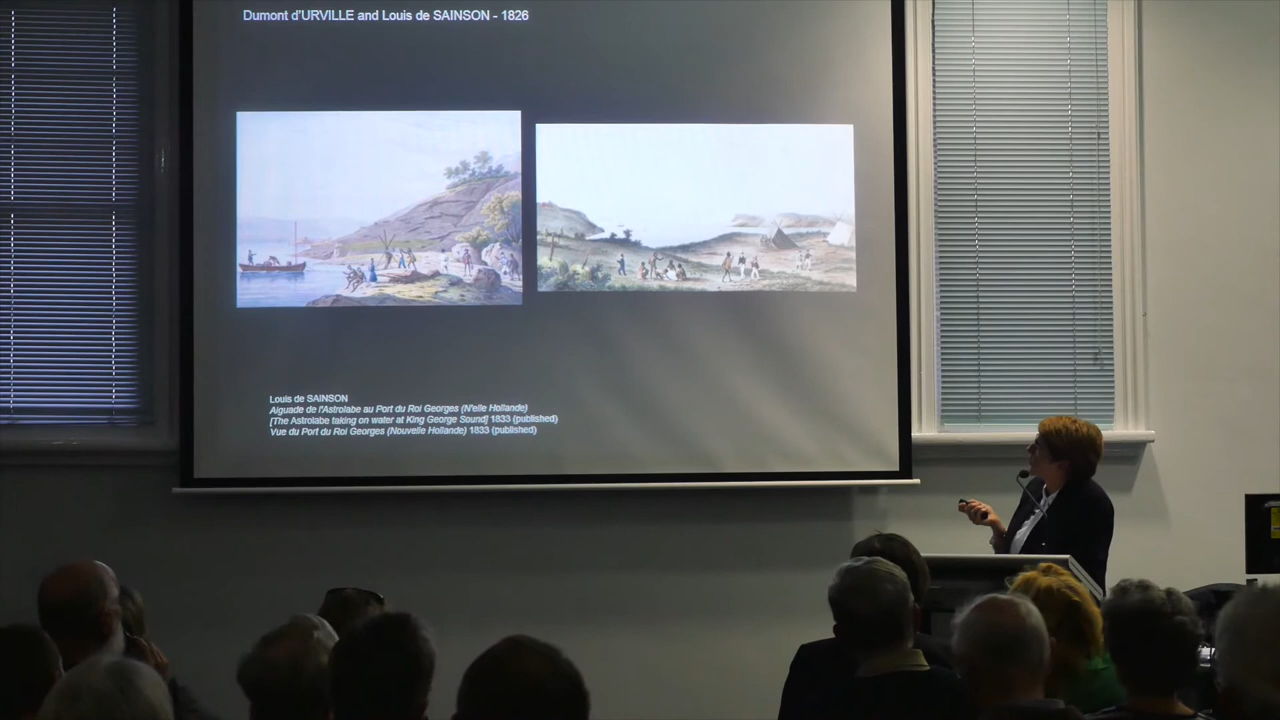 Dumont d'URVILLE and Louis de SAINSON - 1826
Louis de SAINSON
Aiguade de l'Astrolabe au Port du Roi Georges (N'elle Hollande)
[The Astrolabe taking on water at King George Sound] 1833 (published)
Vue du Port du Roi Georges (Nouvelle Hollande) 1833 (published)